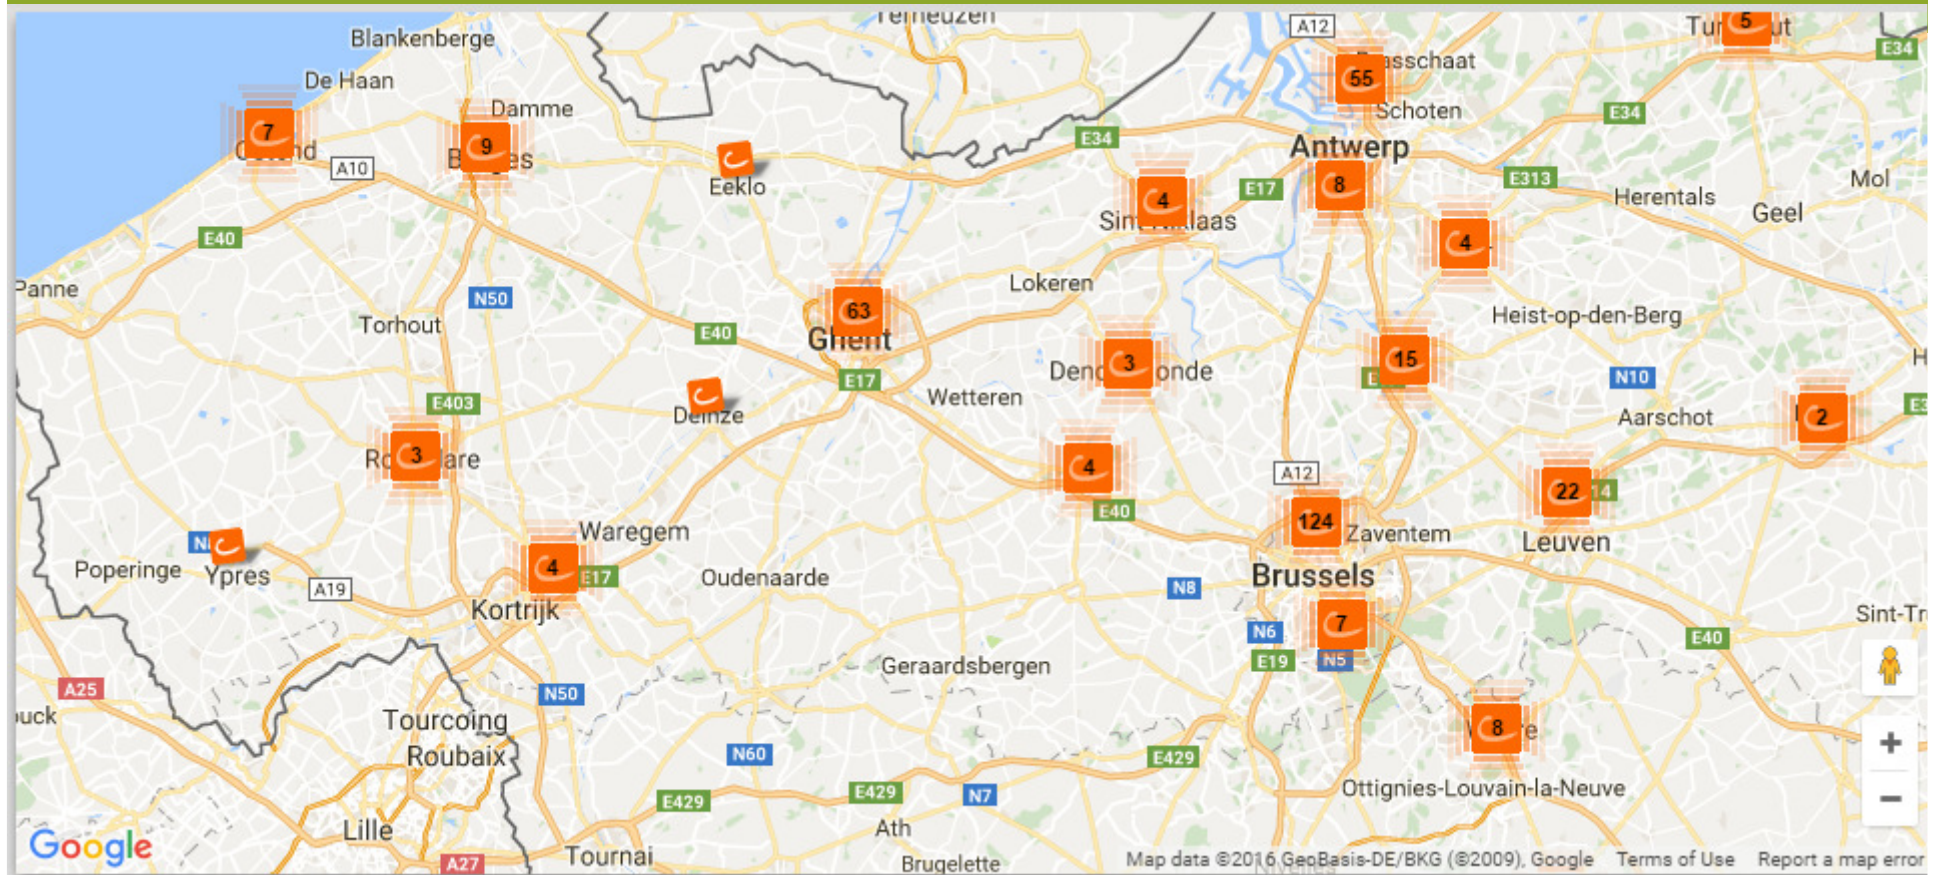 Terneuzen
A12
5
Blankenberge
55
E34
De Haan
Damme
Schoten
E34
7
9
E34
Antwerp
A10
Eeklo
E17
8
E313
Mol
4
Herentals
Geel
E40
4
Panne
N50
Lokeren
63
Heist-op-den-Berg
Torhout
E40
Ghent
15
3
E17
N10
E403
Wetteren
Deinze
Aarschot
2
3
4
A12
22
E40
124
Waregem
Zaventem
Leuven
4
E17
Poperinge
Ypres
A19
Oudenaarde
N8
Brussels
Kortrijk
7
N6
E40
Geraardsbergen
E19
N5
A25
N50
Tourcoing
8
Roubaix
N60
E429
Ottignies-Louvain-la-Neuve
E429
E429
N7
Lille
Ath
Google
Tournai
A27
Brugelette
Map data ©2016 GeoBasis-DE/BKG (©2009), Google Terms of Use Report a map error